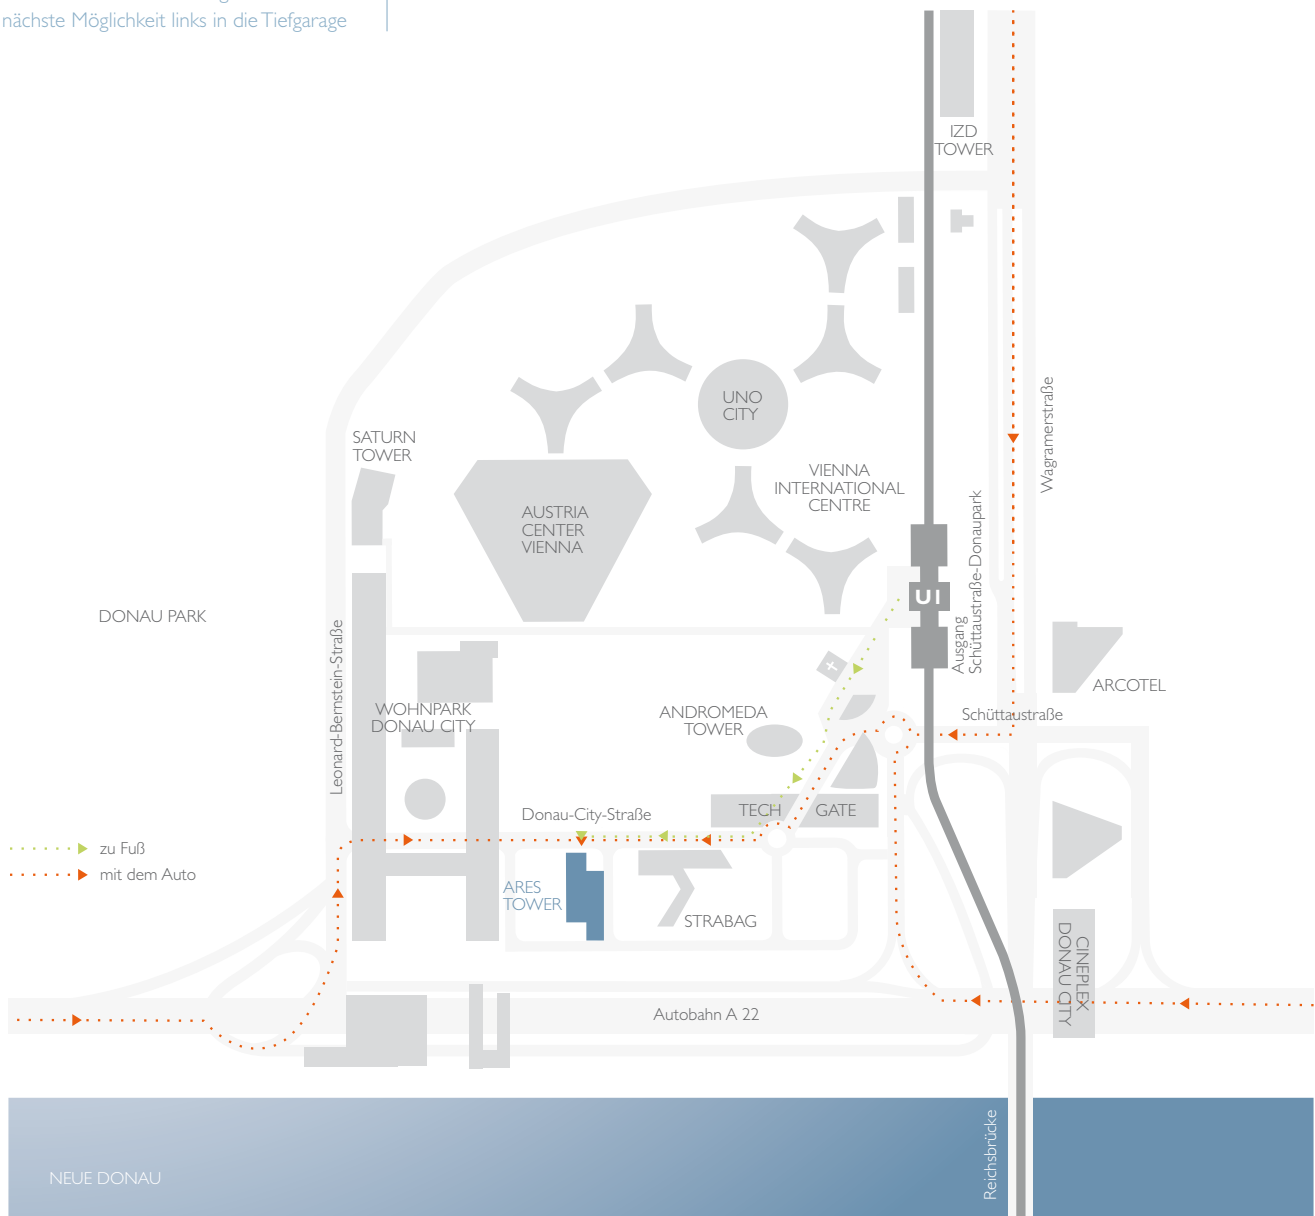 nächste Möglichkeit links in die Tiefgarage
IZD
TOWER
UNO
CITY
Wagramerstraße
SATURN
TOWER
VIENNA
INTERNATIONAL
CENTRE
AUSTRIA
CENTER
VIENNA
Ausgang
Schüttaustraße-Donaupark
U1
DONAU PARK
Leonard-Bernstein-Straße
ARCOTEL
WOHNPARK
DONAU CITY
ANDROMEDA
TOWER
Schüttaustraße
Donau-City-Straße
TECH GATE
zu Fuß
mit dem Auto
ARES
TOWER
STRABAG
CINEPLEX
DONAU CITY
Autobahn A 22
Reichsbrücke
NEUE DONAU